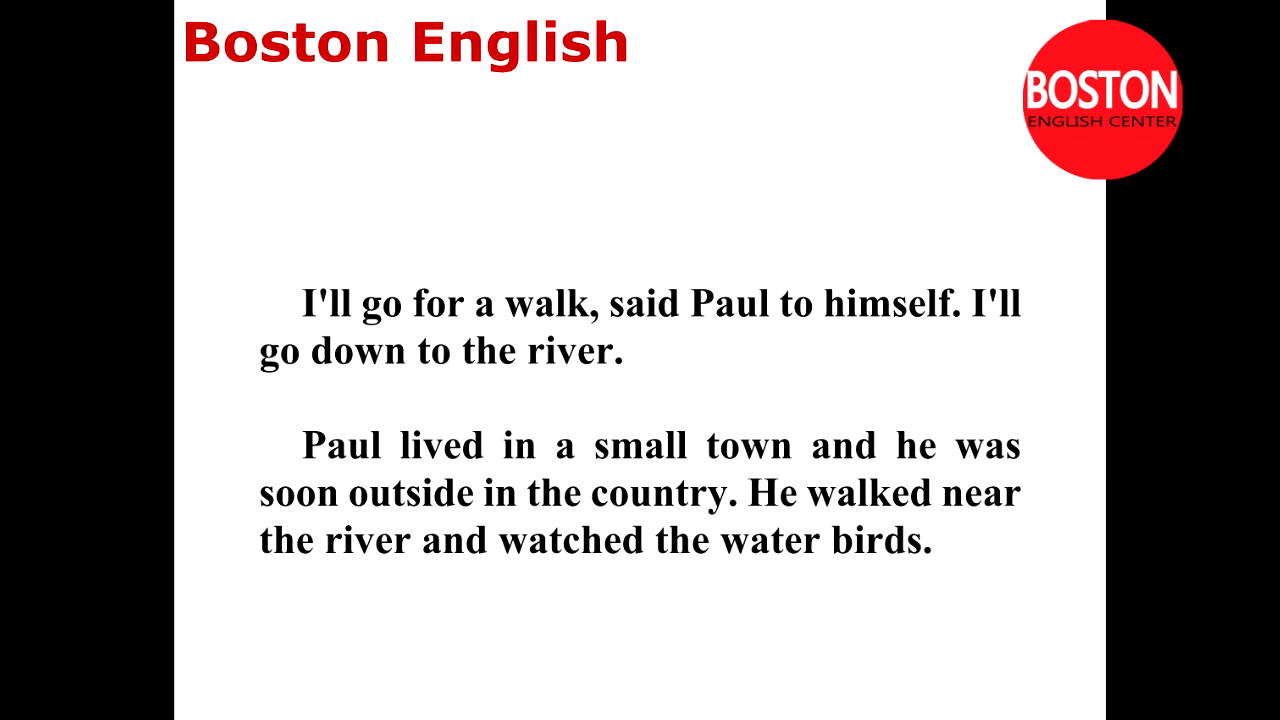 Boston English
BOSTON
ENGLISH CENTER
I'll go for a walk, said Paul to himself. I'll
go down to the river.
Paul lived in a small town and he was
soon outside in the country. He walked near
the river and watched the water birds.